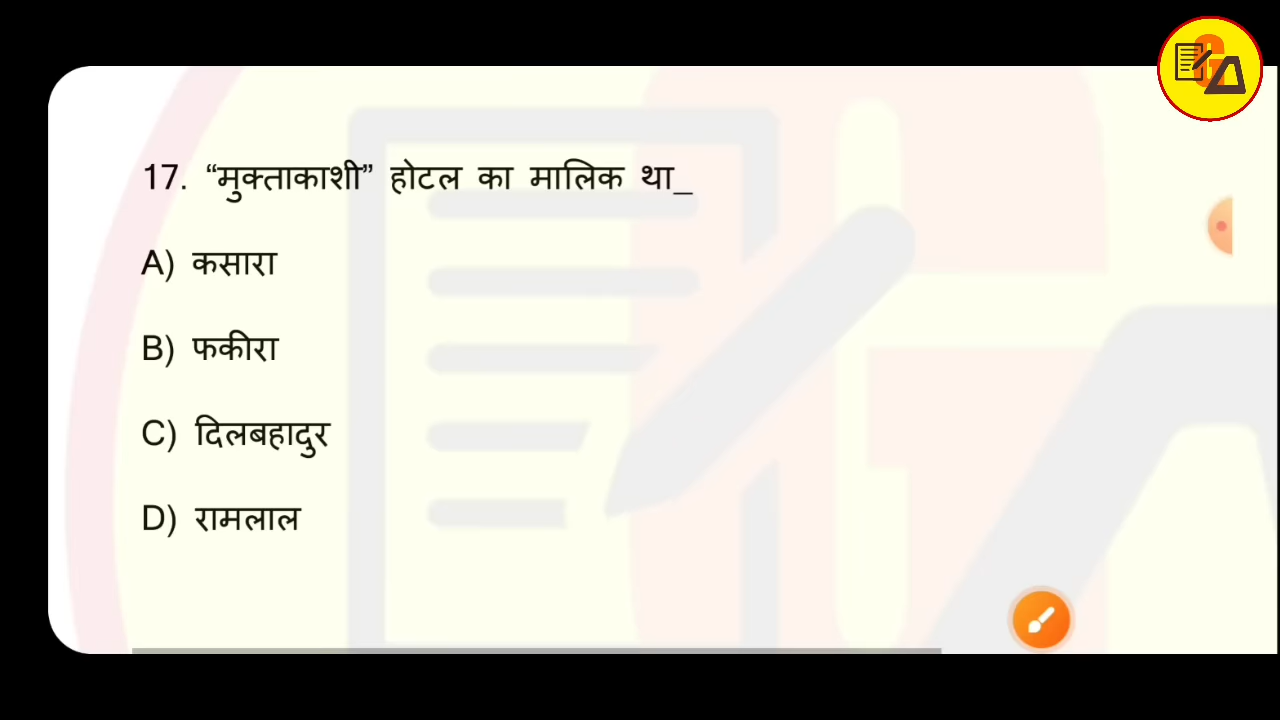 17. “मुक्ताकाशी” होटल का मालिक था_
A) कसारा
B) फकीरा
C) दिलबहादुर
D) रामलाल